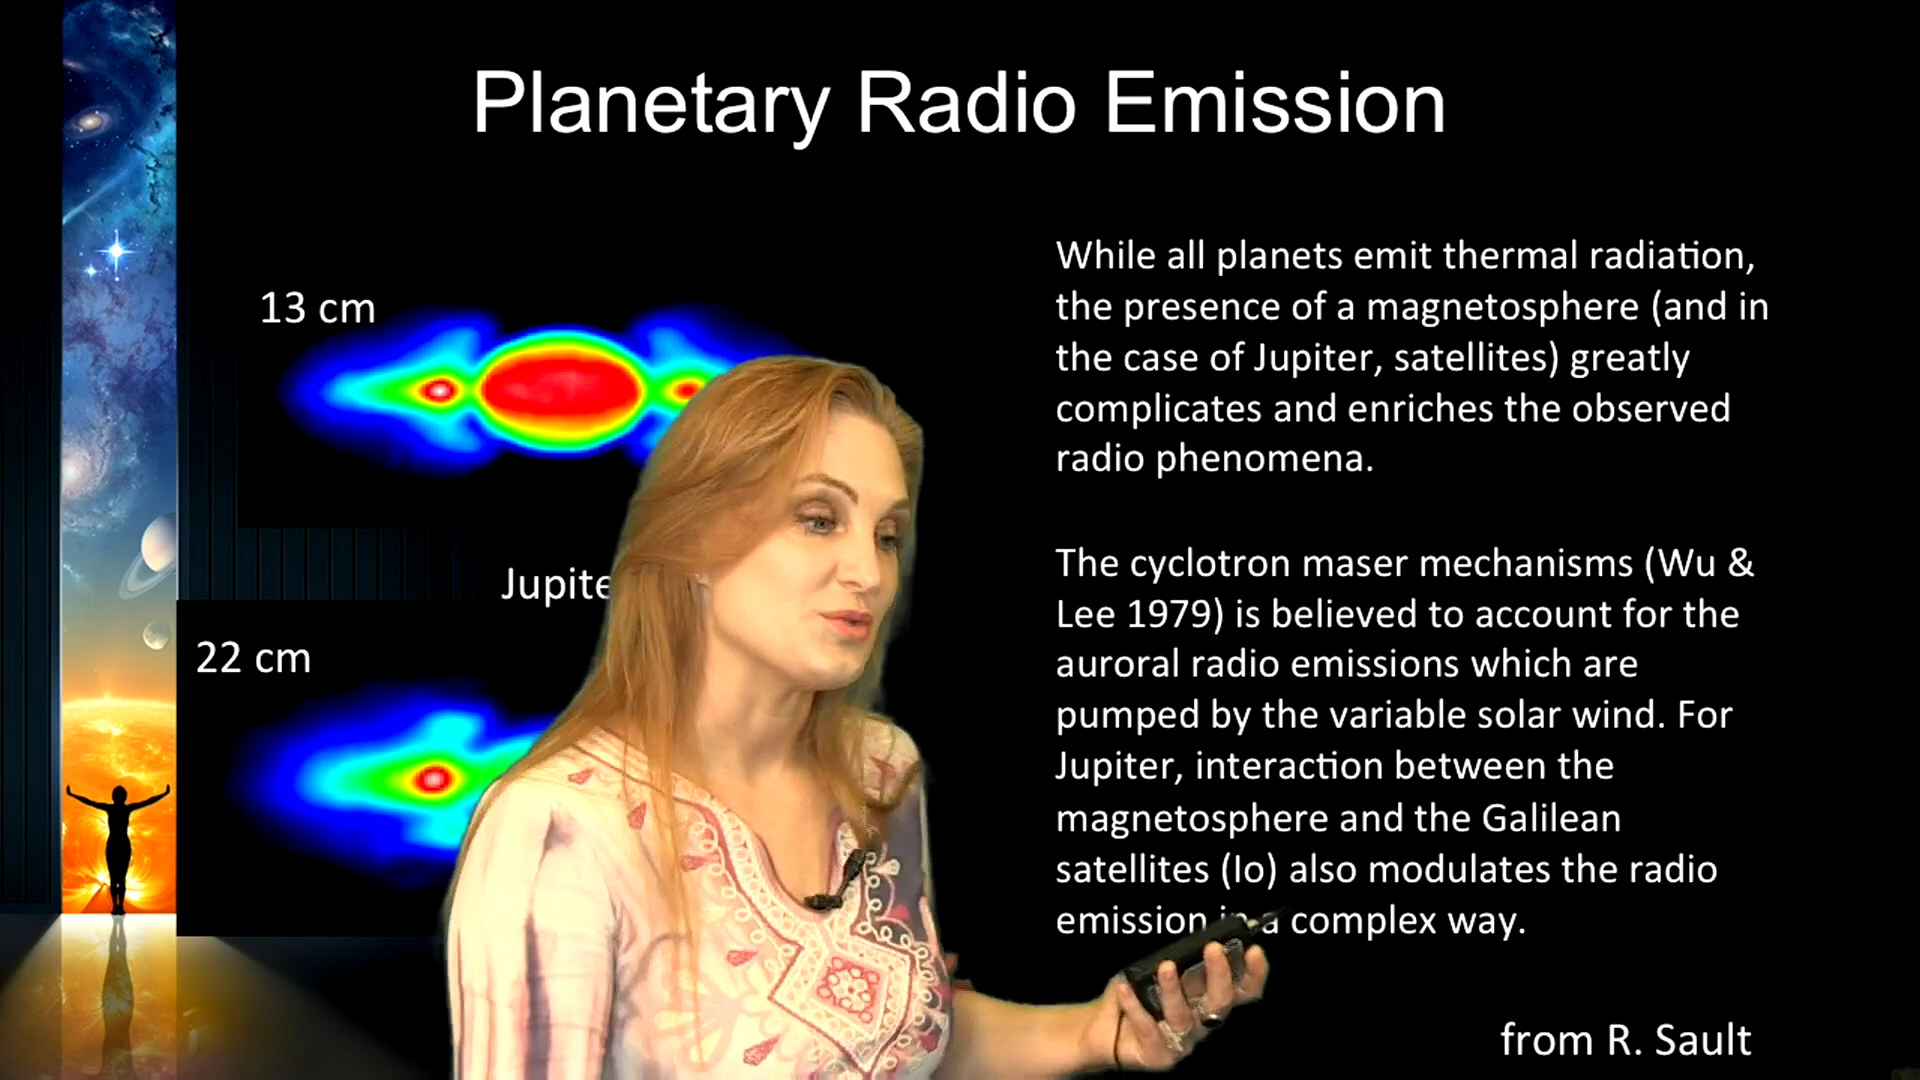 Planetary Radio Emission
13 cm
While all planets emit thermal radiation,
the presence of a magnetosphere (and in
the case of Jupiter, satellites) greatly
complicates and enriches the observed
radio phenomena.
Jupite
22 cm
The cyclotron maser mechanisms (Wu &
Lee 1979) is believed to account for the
auroral radio emissions which are
pumped by the variable solar wind. For
Jupiter, interaction between the
magnetosphere and the Galilean
satellites (Io) also modulates the radio
emission in a complex way.
from R. Sault